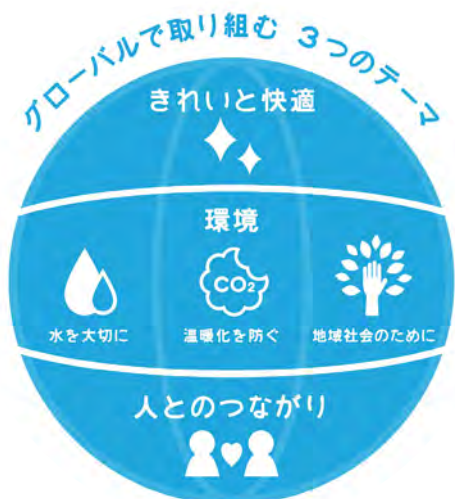 グローバルで取り組む 3つのテーマ
きれいと快適
環境
水を大切に
CO₂
温暖化を防ぐ
地域社会のために
人とのつながり